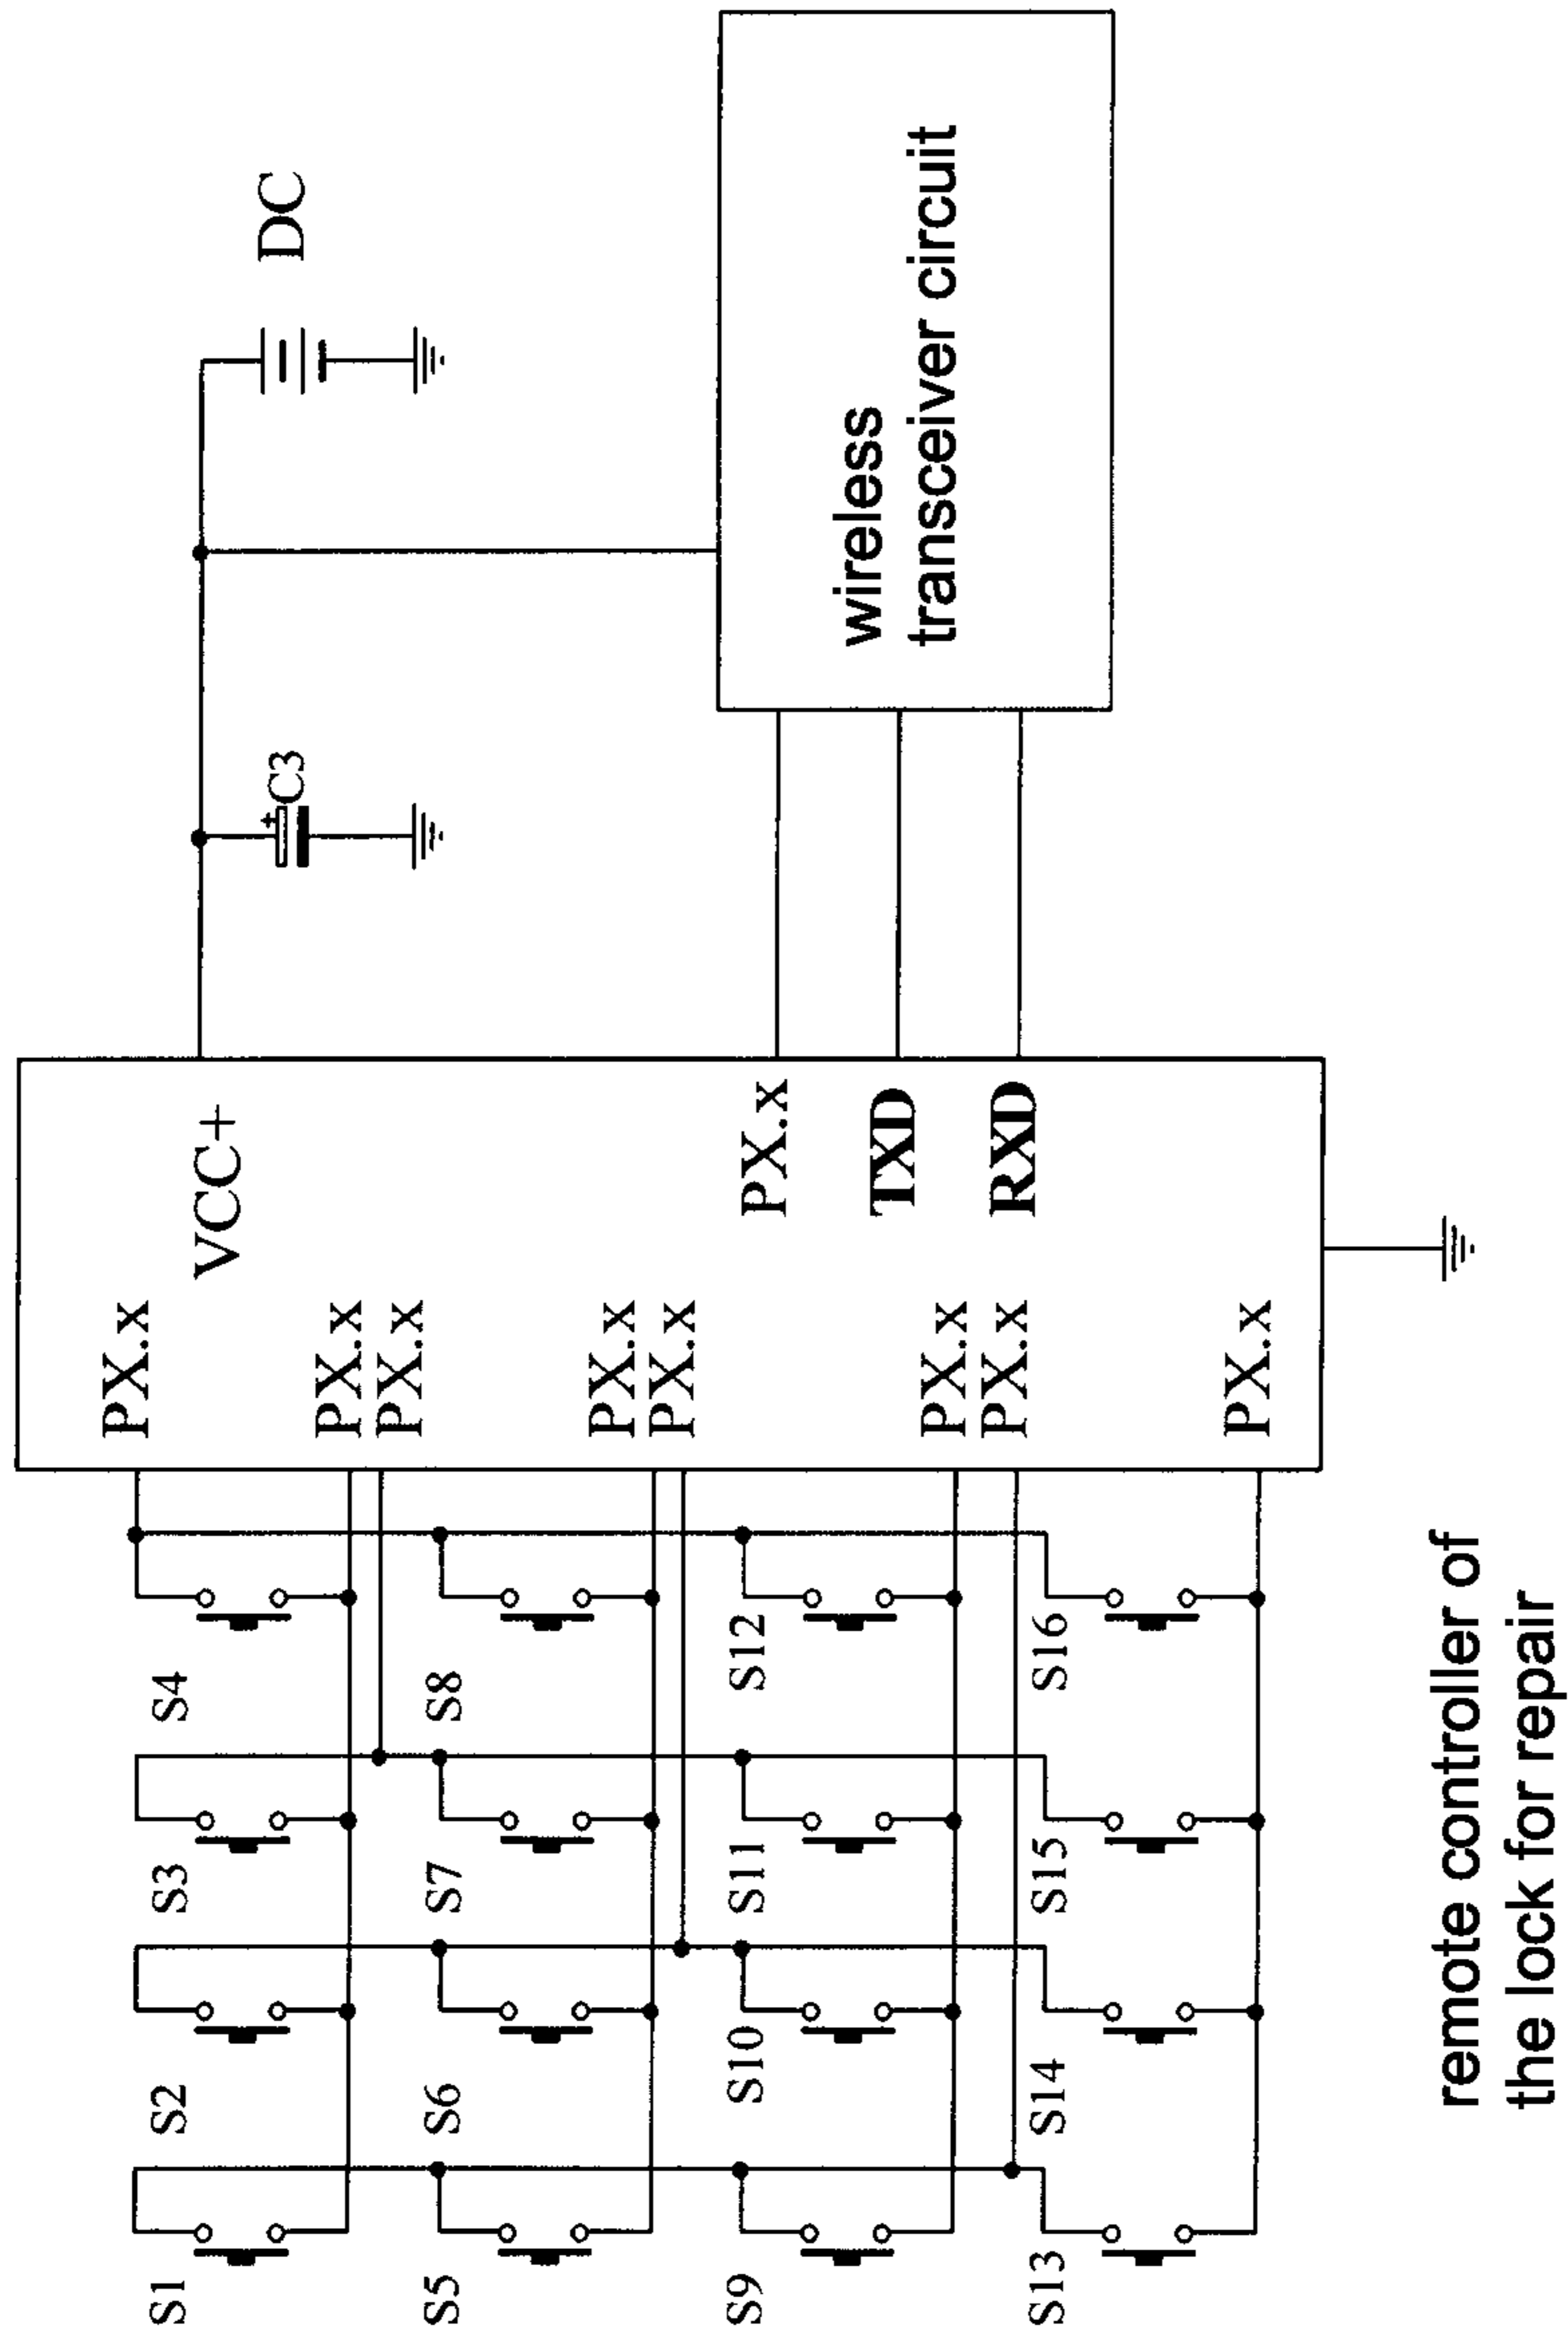 S1
S2
S3
S4
S5
S6
S7
S8
S9
S10
S11
S12
S13
S14
S15
S16
PX.x
VCC+
PX.x
PX.x
PX.x
PX.x
PX.x
PX.x
PX.x
PX.x
TXD
RXD
+
C3
DC
wireless
transceiver circuit
remote controller of
the lock for repair